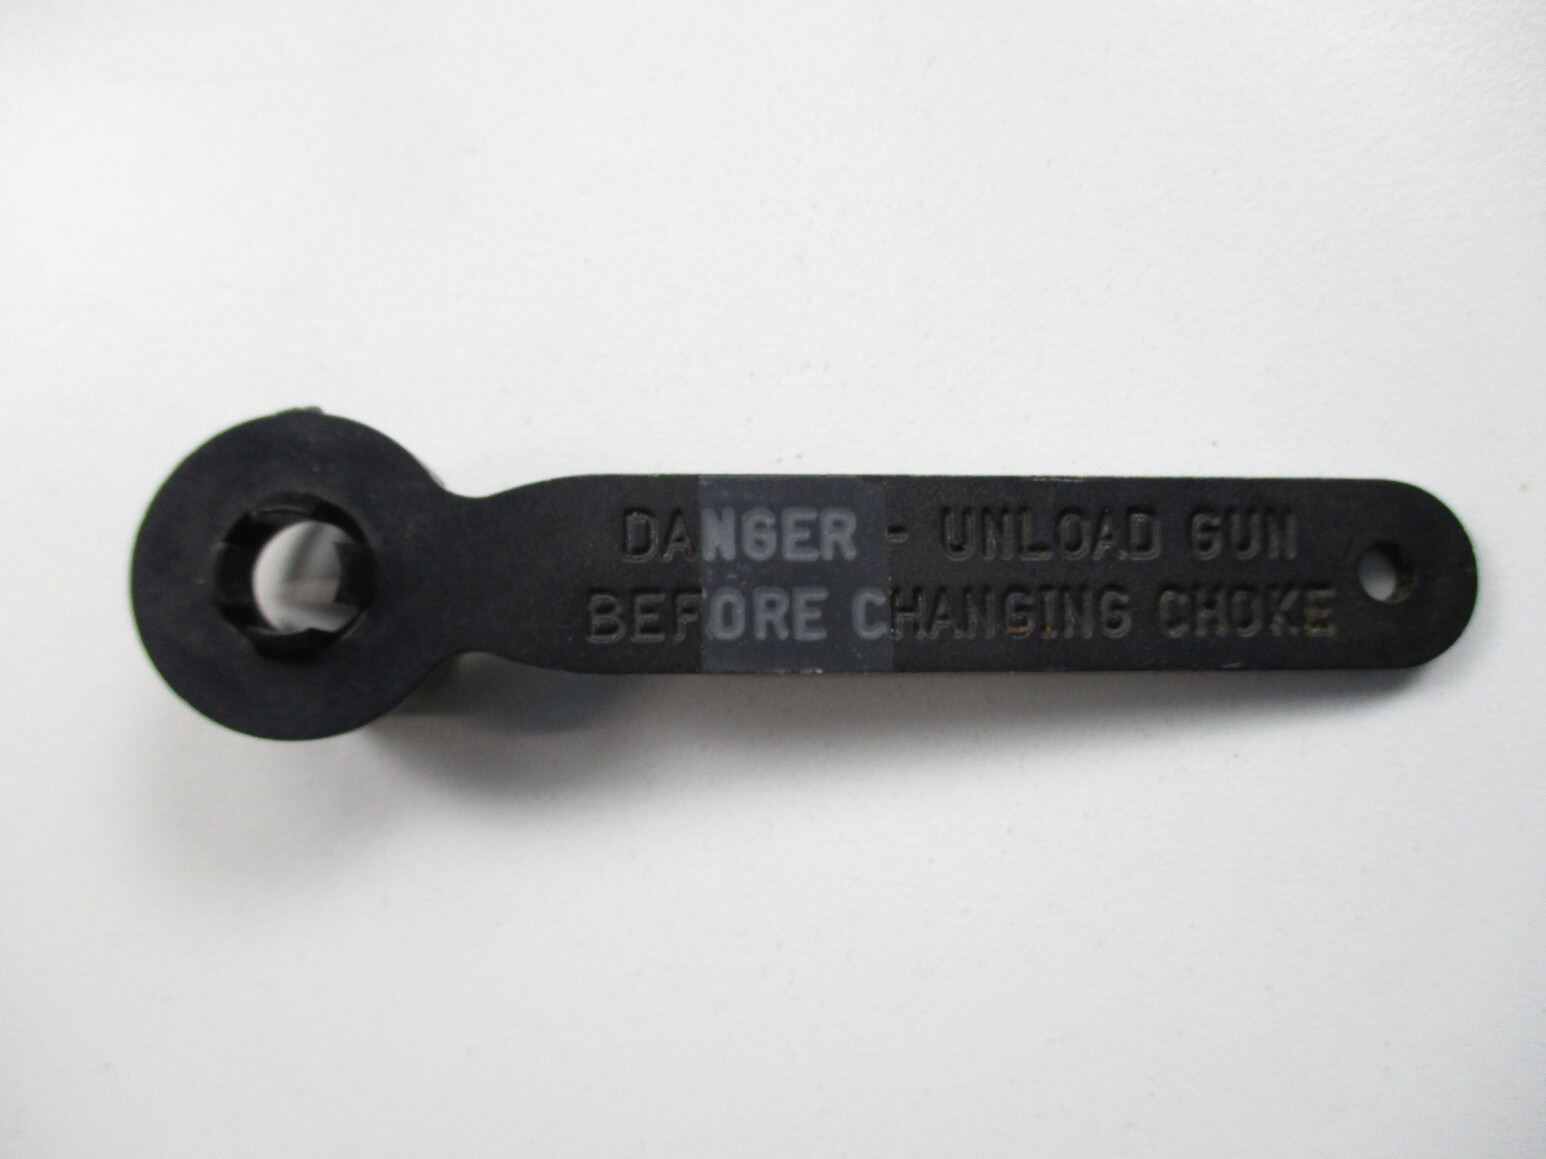 DANGER - UNLOAD GUN
BEFORE CHANGING CHOKE